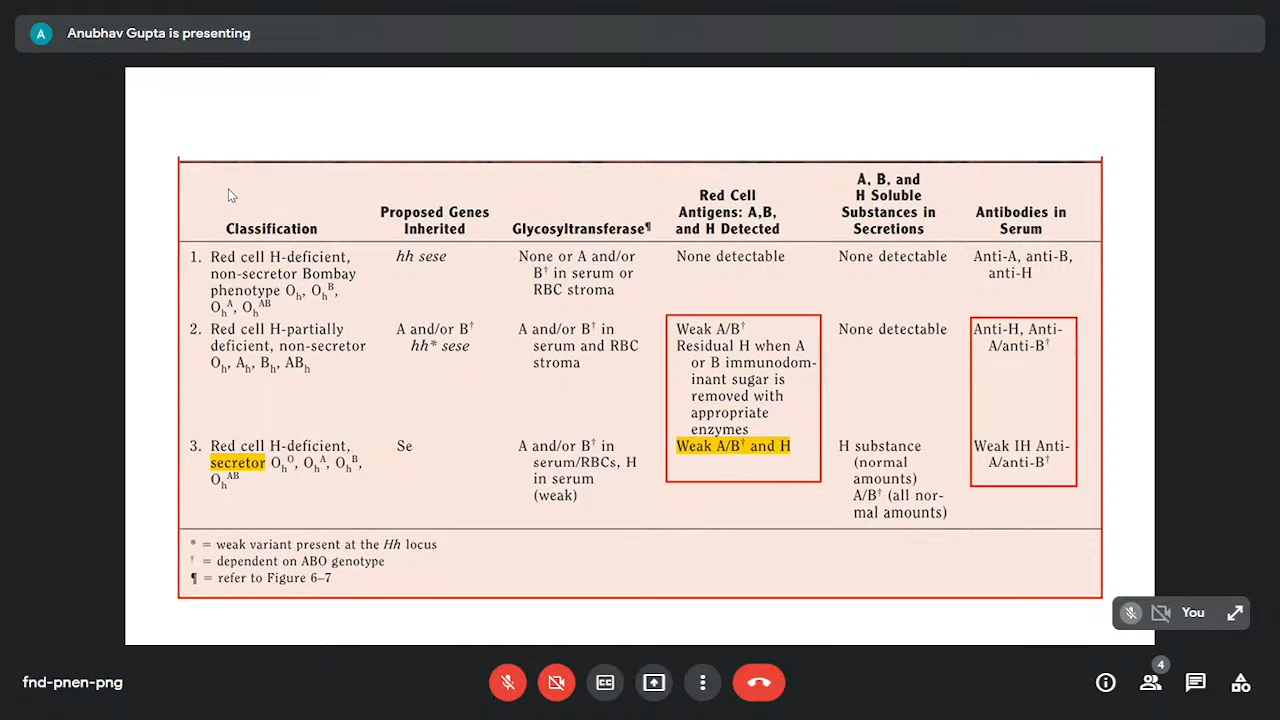 A Anubhav Gupta is presenting
Classification
Proposed Genes
Inherited
Glycosyltransferase¶
Red Cell
Antigens: A,B,
and H Detected
A, B, and
H Soluble
Substances in
Secretions
Antibodies in
Serum
1. Red cell H-deficient,
non-secretor Bombay
phenotype Oh, OhB,
OhA, OhAB
hh sese
None or A and/or
B† in serum or
RBC stroma
None detectable
None detectable
Anti-A, anti-B,
anti-H
2. Red cell H-partially
deficient, non-secretor
Oh, Ah, Bh, ABh
A and/or B†
hh* sese
A and/or B† in
serum and RBC
stroma
Weak A/B†
Residual H when A
or B immunodom-
inant sugar is
removed with
appropriate
enzymes
None detectable
Anti-H, Anti-
A/anti-B†
3. Red cell H-deficient,
secretor OhO, OhA, OhB,
OhAB
Se
A and/or B† in
serum/RBCs, H
in serum
(weak)
Weak A/B† and H
H substance
(normal
amounts)
A/B† (all nor-
mal amounts)
Weak IH Anti-
A/anti-B†
* = weak variant present at the Hh locus
† = dependent on ABO genotype
¶ = refer to Figure 6–7
You
fnd-pnen-png
CC
4